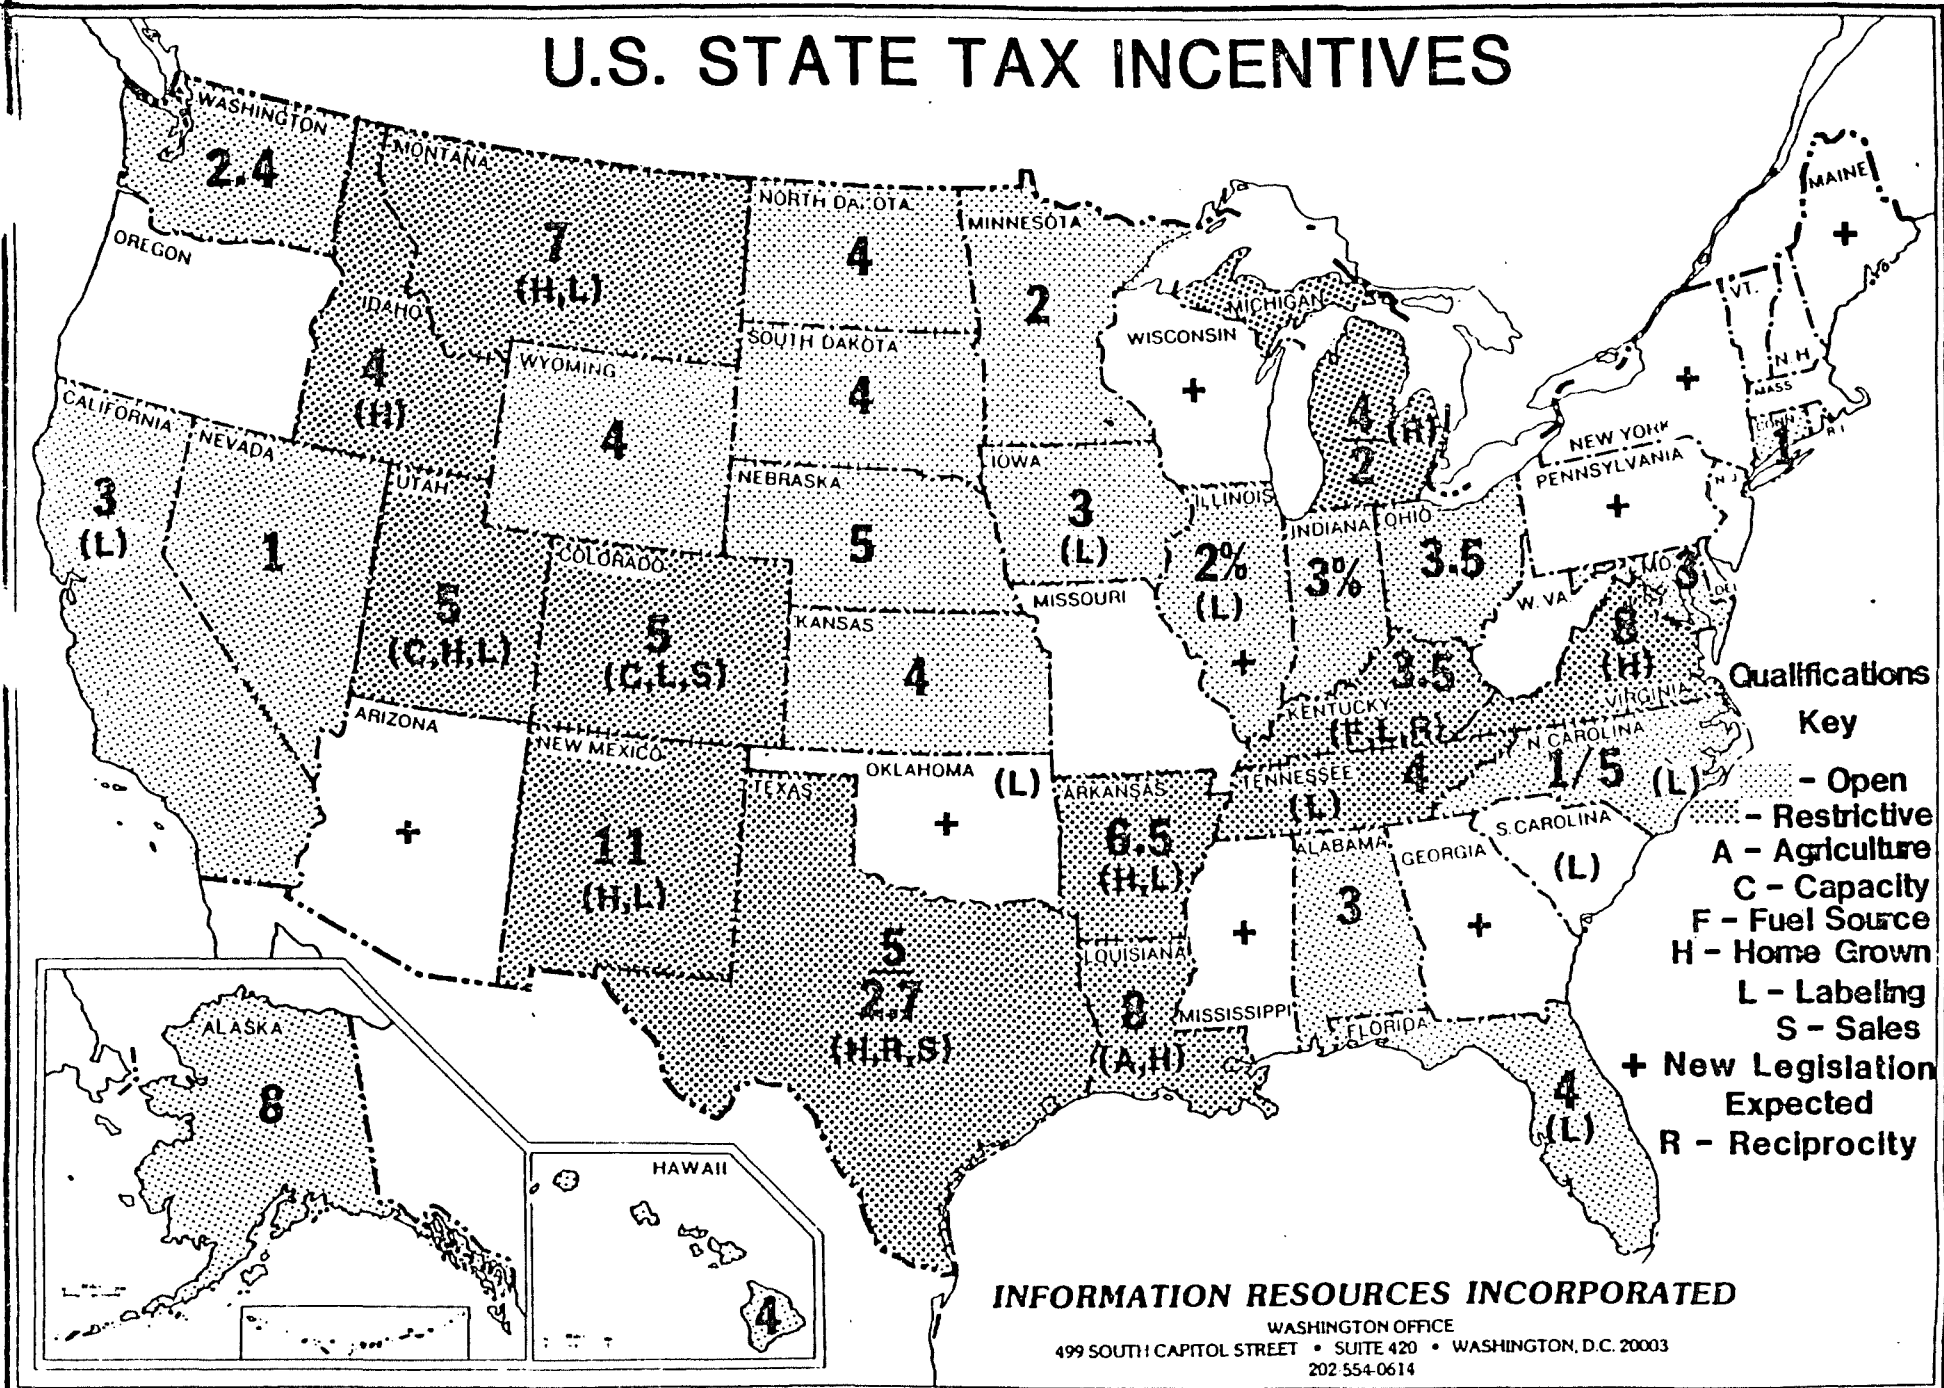 U.S. STATE TAX INCENTIVES
WASHINGTON
2.4
MONTANA
7
(H,L)
NORTH DAKOTA
4
MINNESOTA
2
MAINE
+
OREGON
IDAHO
4
(H)
WYOMING
4
SOUTH DAKOTA
4
WISCONSIN
+
MICHIGAN
4
2
(R)
VT.
N H
MASS
CONN
1
R I
NEW YORK
+
PENNSYLVANIA
+
N J
CALIFORNIA
3
(L)
NEVADA
1
UTAH
5
(C,H,L)
COLORADO
5
(C,L,S)
NEBRASKA
5
IOWA
3
(L)
ILLINOIS
2%
(L)
+
INDIANA
3%
OHIO
3.5
W. VA.
MD.
3
DE
8
(H)
VIRGINIA
KANSAS
4
MISSOURI
KENTUCKY
3.5
(F,L,R)
ARIZONA
+
NEW MEXICO
11
(H,L)
TEXAS
5
2.7
(H,R,S)
OKLAHOMA
(L)
+
ARKANSAS
6.5
(H,L)
TENNESSEE
4
(L)
N CAROLINA
1/5
(L)
S. CAROLINA
(L)
LOUISIANA
8
(A,H)
MISSISSIPPI
+
ALABAMA
3
GEORGIA
+
FLORIDA
4
(L)
ALASKA
8
HAWAII
4
Qualifications
Key
- Open
- Restrictive
A - Agriculture
C - Capacity
F - Fuel Source
H - Home Grown
L - Labeling
S - Sales
+ New Legislation
Expected
R - Reciprocity
INFORMATION RESOURCES INCORPORATED
WASHINGTON OFFICE
499 SOUTH CAPITOL STREET • SUITE 420 • WASHINGTON, D.C. 20003
202-554-0614